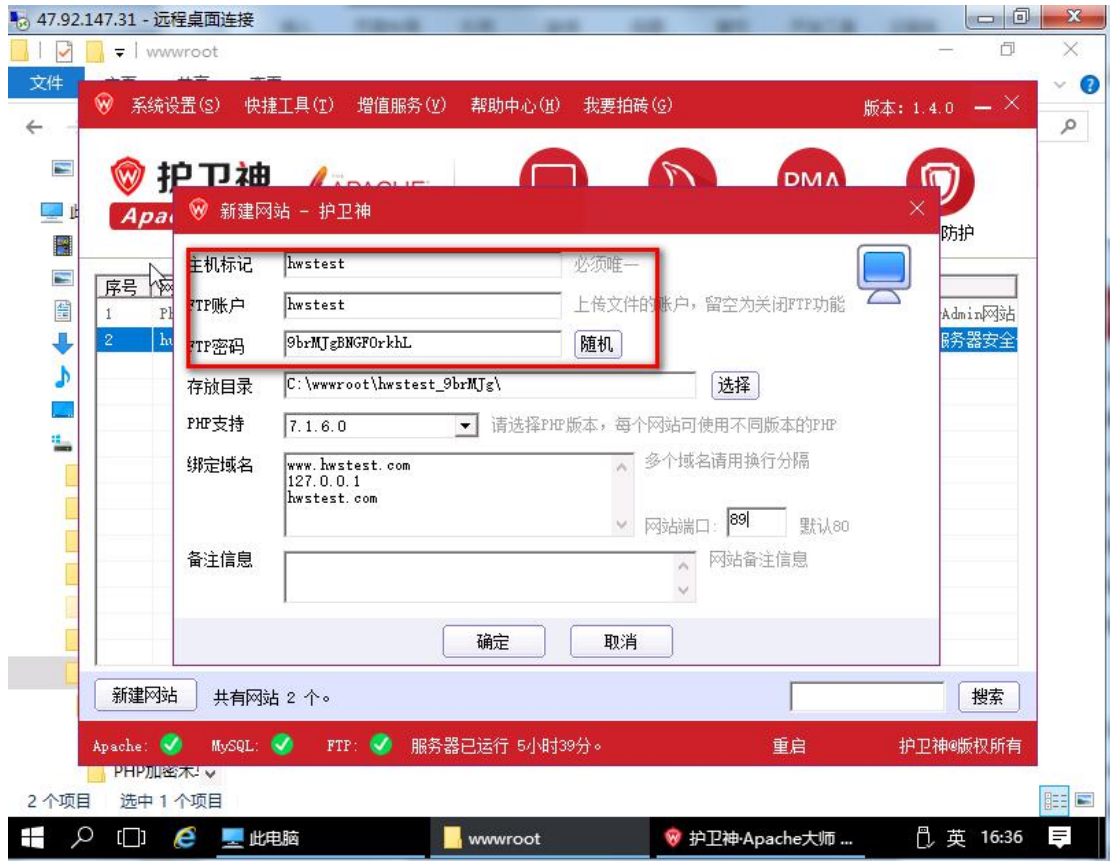 47.92.147.31 - 远程桌面连接
wwwroot
文件
系统设置(S) 快捷工具(T) 增值服务(V) 帮助中心(H) 我要拍砖(G) 版本: 1.4.0
护卫神
PMA
防护
新建网站 - 护卫神
主机标记 hwstest 必须唯一
FTP账户 hwstest 上传文件的账户，留空为关闭FTP功能
FTP密码 9brMJgBNGFOrkhL 随机
存放目录 C:\wwwroot\hwstest_9brMJg\ 选择
PHP支持 7.1.6.0 请选择PHP版本，每个网站可使用不同版本的PHP
绑定域名 www.hwstest.com 多个域名请用换行分隔
127.0.0.1
hwstest.com
网站端口: 89 默认80
备注信息 网站备注信息
确定 取消
序号
1 Admin网站
2 服务器安全
新建网站 共有网站 2 个。 搜索
Apache: MySQL: FTP: 服务器已运行 5小时39分。 重启 护卫神@版权所有
2 个项目 选中 1 个项目
此电脑 wwwroot 护卫神·Apache大师 ... 英 16:36